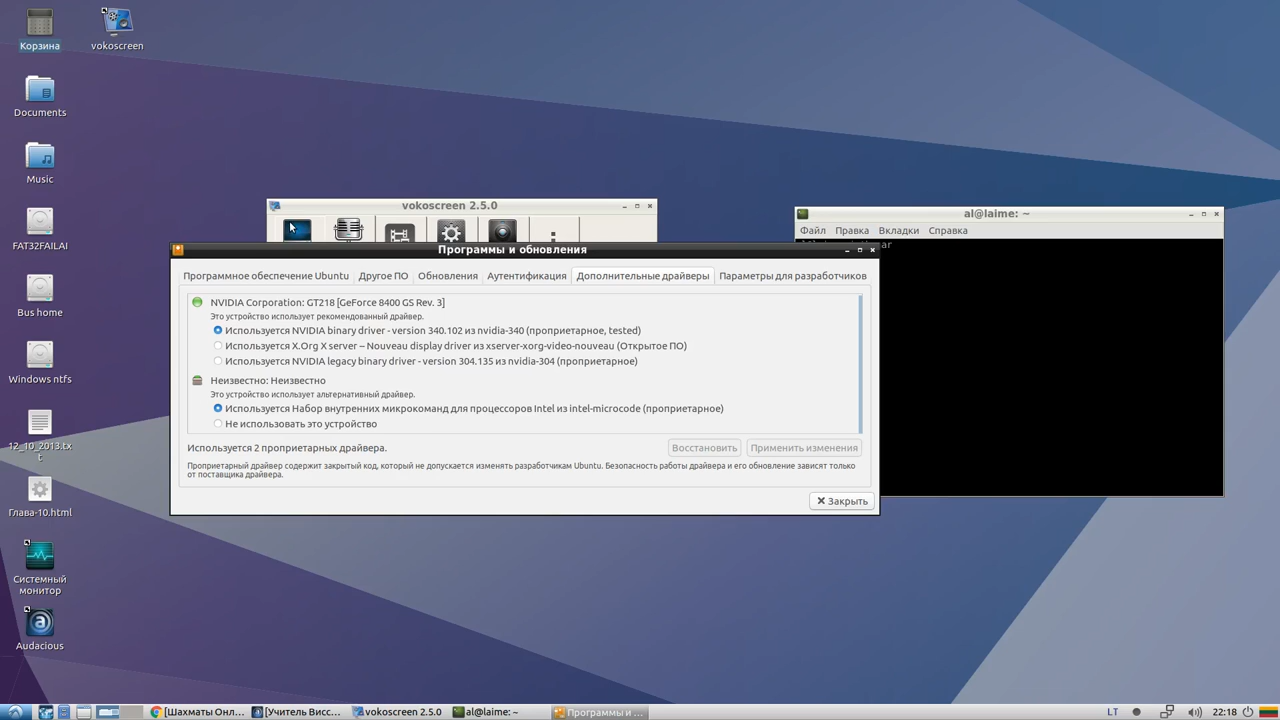 Корзина
vokoscreen
Documents
Music
FAT32FAILAI
Bus home
Windows ntfs
12_10_2013.tx
t
Глава-10.html
Системный
монитор
Audacious
vokoscreen 2.5.0
al@laime: ~
Файл Правка Вкладки Справка
Программы и обновления
Программное обеспечение Ubuntu Другое ПО Обновления Аутентификация Дополнительные драйверы Параметры для разработчиков
NVIDIA Corporation: GT218 [GeForce 8400 GS Rev. 3]
Это устройство использует рекомендованный драйвер.
Используется NVIDIA binary driver - version 340.102 из nvidia-340 (проприетарное, tested)
Используется X.Org X server – Nouveau display driver из xserver-xorg-video-nouveau (Открытое ПО)
Используется NVIDIA legacy binary driver - version 304.135 из nvidia-304 (проприетарное)
Неизвестно: Неизвестно
Это устройство использует альтернативный драйвер.
Используется Набор внутренних микрокоманд для процессоров Intel из intel-microcode (проприетарное)
Не использовать это устройство
Используется 2 проприетарных драйвера.
Восстановить Применить изменения
Проприетарный драйвер содержит закрытый код, который не допускается изменять разработчикам Ubuntu. Безопасность работы драйвера и его обновление зависят только
от поставщика драйвера.
Закрыть
[Шахматы Онл... [Учитель Висс... vokoscreen 2.5.0 al@laime: ~ Программы и ... LT 22:18